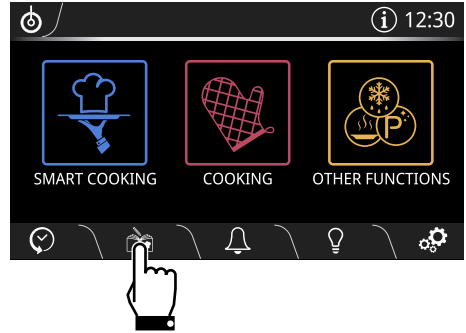 12:30
SMART COOKING
COOKING
OTHER FUNCTIONS
P